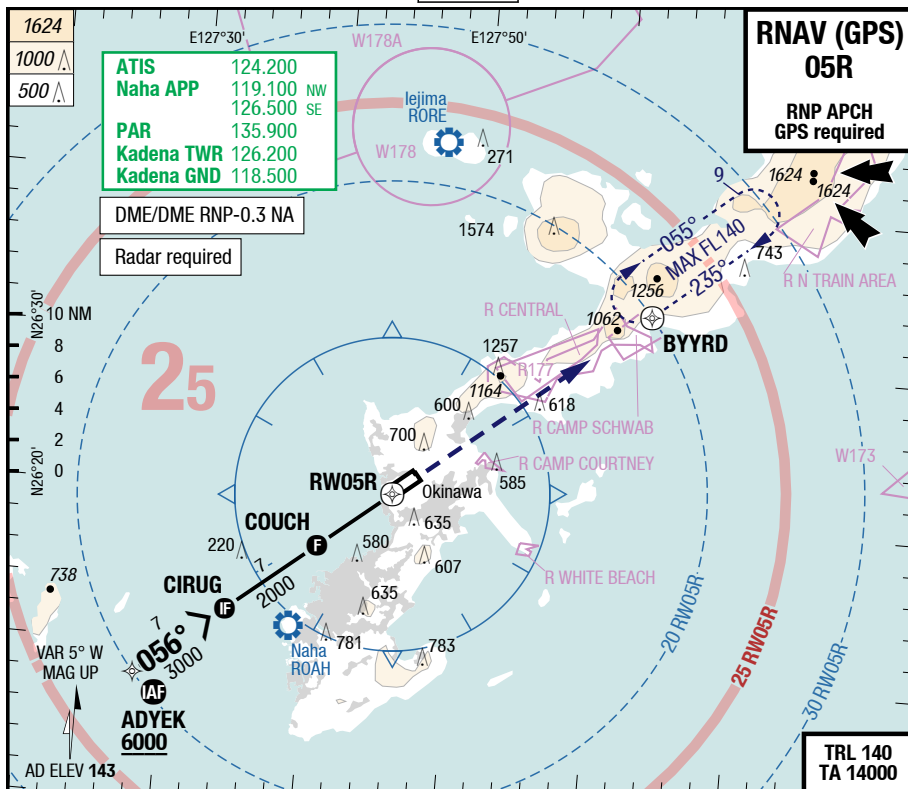 1624
1000
500
E127°30'
W178A
E127°50'
RNAV (GPS)
05R
RNP APCH
GPS required
ATIS 124.200
Naha APP 119.100 NW
126.500 SE
PAR 135.900
Kadena TWR 126.200
Kadena GND 118.500
DME/DME RNP-0.3 NA
Radar required
Iejima
RORE
W178
271
9
1624
1624
1574
055°
MAX FL140
235°
1256
743
R N TRAIN AREA
N26°30'
10 NM
8
6
4
2
0
N26°20'
25
R CENTRAL
1062
BYYRD
1257
R177
1164
618
600
R CAMP SCHWAB
700
R CAMP COURTNEY
W173
585
RW05R
Okinawa
635
COUCH
F
220
580
607
7
2000
R WHITE BEACH
CIRUG
IF
738
635
7
056°
3000
781
783
Naha
ROAH
VAR 5° W
MAG UP
IAF
ADYEK
6000
AD ELEV 143
20 RW05R
25 RW05R
30 RW05R
TRL 140
TA 14000